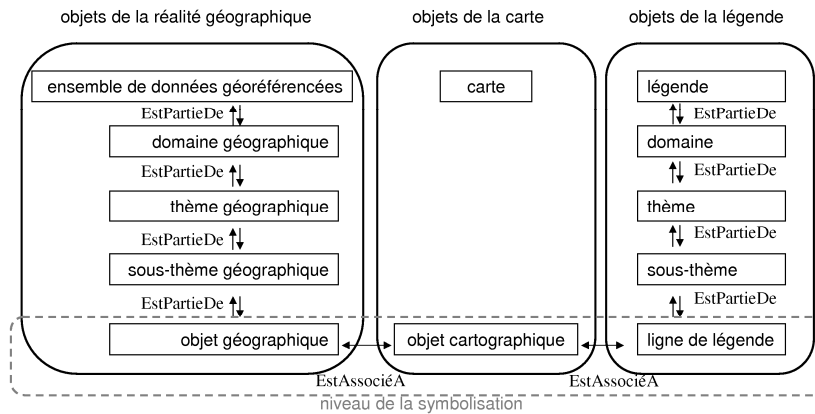 objets de la réalité géographique
objets de la carte
objets de la légende
ensemble de données géoréférencées
carte
légende
EstPartieDe
EstPartieDe
domaine géographique
domaine
EstPartieDe
EstPartieDe
thème géographique
thème
EstPartieDe
EstPartieDe
sous-thème géographique
sous-thème
EstPartieDe
EstPartieDe
objet géographique
objet cartographique
ligne de légende
EstAssociéA
EstAssociéA
niveau de la symbolisation